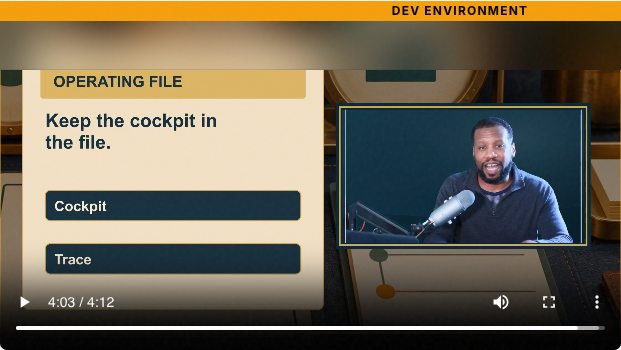 DEV ENVIRONMENT
OPERATING FILE
Keep the cockpit in
the file.
Cockpit
Trace
4:03 / 4:12